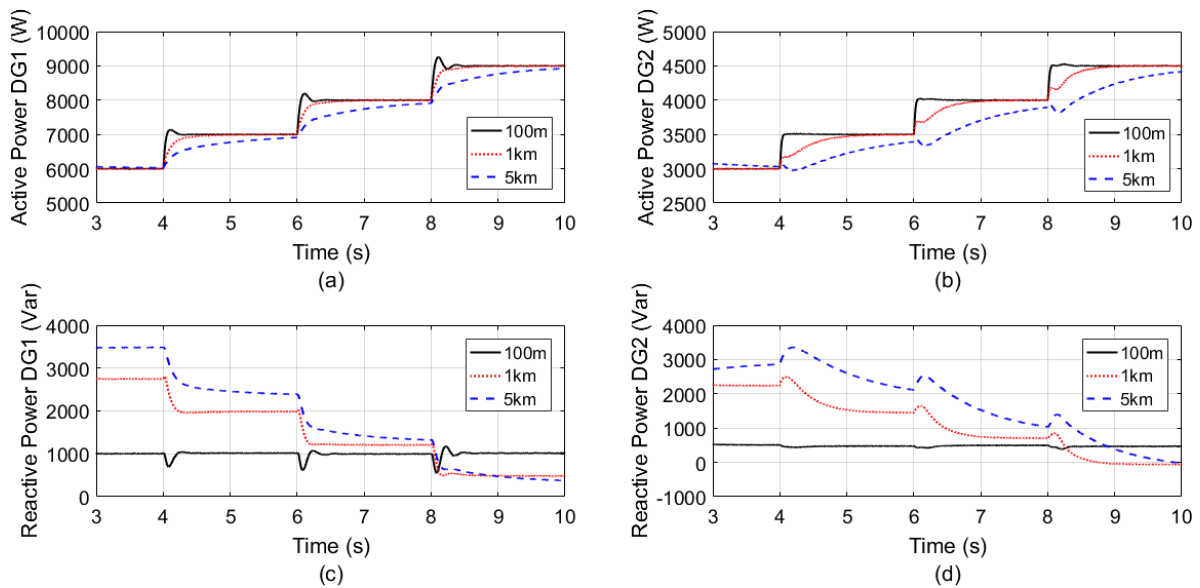 Active Power DG1 (W)
10000
9000
8000
7000
6000
5000
3 4 5 6 7 8 9 10
100m
1km
5km
Time (s)
(a)
Active Power DG2 (W)
5000
4500
4000
3500
3000
2500
3 4 5 6 7 8 9 10
100m
1km
5km
Time (s)
(b)
Reactive Power DG1 (Var)
4000
3000
2000
1000
0
3 4 5 6 7 8 9 10
100m
1km
5km
Time (s)
(c)
Reactive Power DG2 (Var)
4000
3000
2000
1000
0
-1000
3 4 5 6 7 8 9 10
100m
1km
5km
Time (s)
(d)